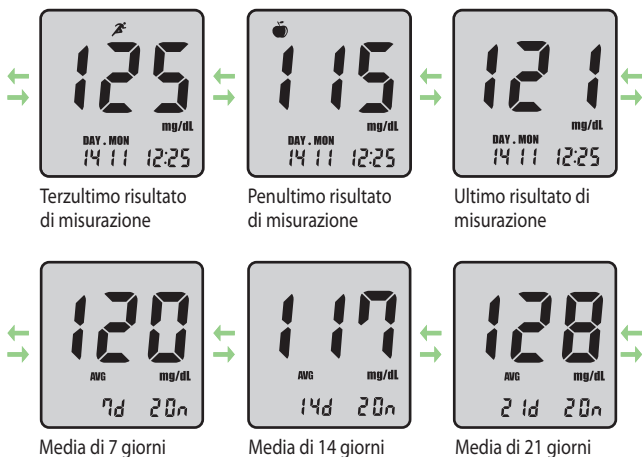 125
mg/dL
DAY . MON
14 11 12:25
Terzultimo risultato
di misurazione
115
mg/dL
DAY . MON
14 11 12:25
Penultimo risultato
di misurazione
121
mg/dL
DAY . MON
14 11 12:25
Ultimo risultato di
misurazione
120
AVG mg/dL
7d 20n
Media di 7 giorni
117
AVG mg/dL
14d 20n
Media di 14 giorni
128
AVG mg/dL
21d 20n
Media di 21 giorni